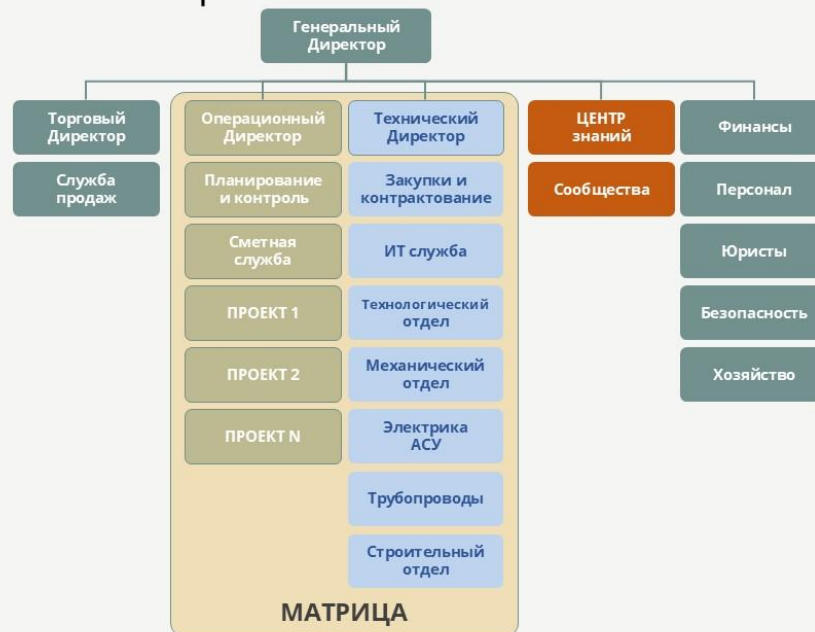 Генеральный
Директор
Торговый
Директор
Служба
продаж
Операционный
Директор
Планирование
и контроль
Сметная
служба
ПРОЕКТ 1
ПРОЕКТ 2
ПРОЕКТ N
Технический
Директор
Закупки и
контрактование
ИТ служба
Технологический
отдел
Механический
отдел
Электрика
АСУ
Трубопроводы
Строительный
отдел
МАТРИЦА
ЦЕНТР
знаний
Сообщества
Финансы
Персонал
Юристы
Безопасность
Хозяйство